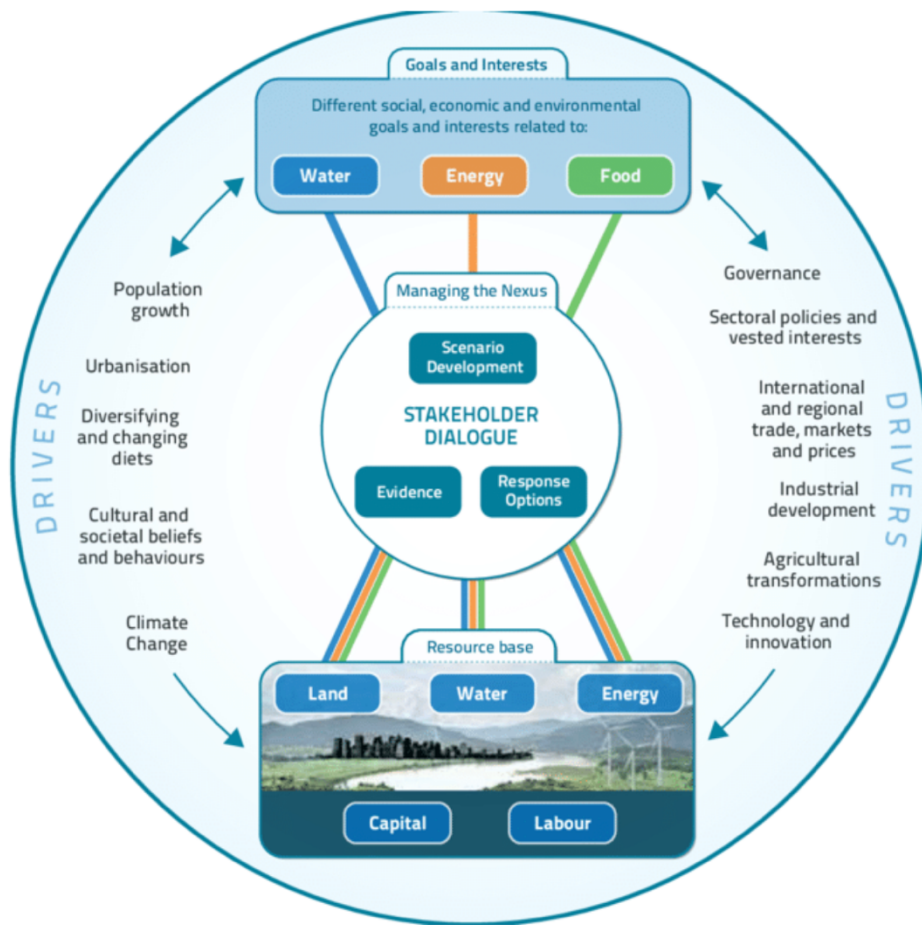 Goals and Interests
Different social, economic and environmental
goals and interests related to:
Water
Energy
Food
DRIVERS
Population
growth
Urbanisation
Diversifying
and changing
diets
Cultural and
societal beliefs
and behaviours
Climate
Change
Managing the Nexus
Scenario
Development
STAKEHOLDER
DIALOGUE
Evidence
Response
Options
Governance
Sectoral policies and
vested interests
International
and regional
trade, markets
and prices
Industrial
development
Agricultural
transformations
Technology and
innovation
DRIVERS
Resource base
Land
Water
Energy
Capital
Labour